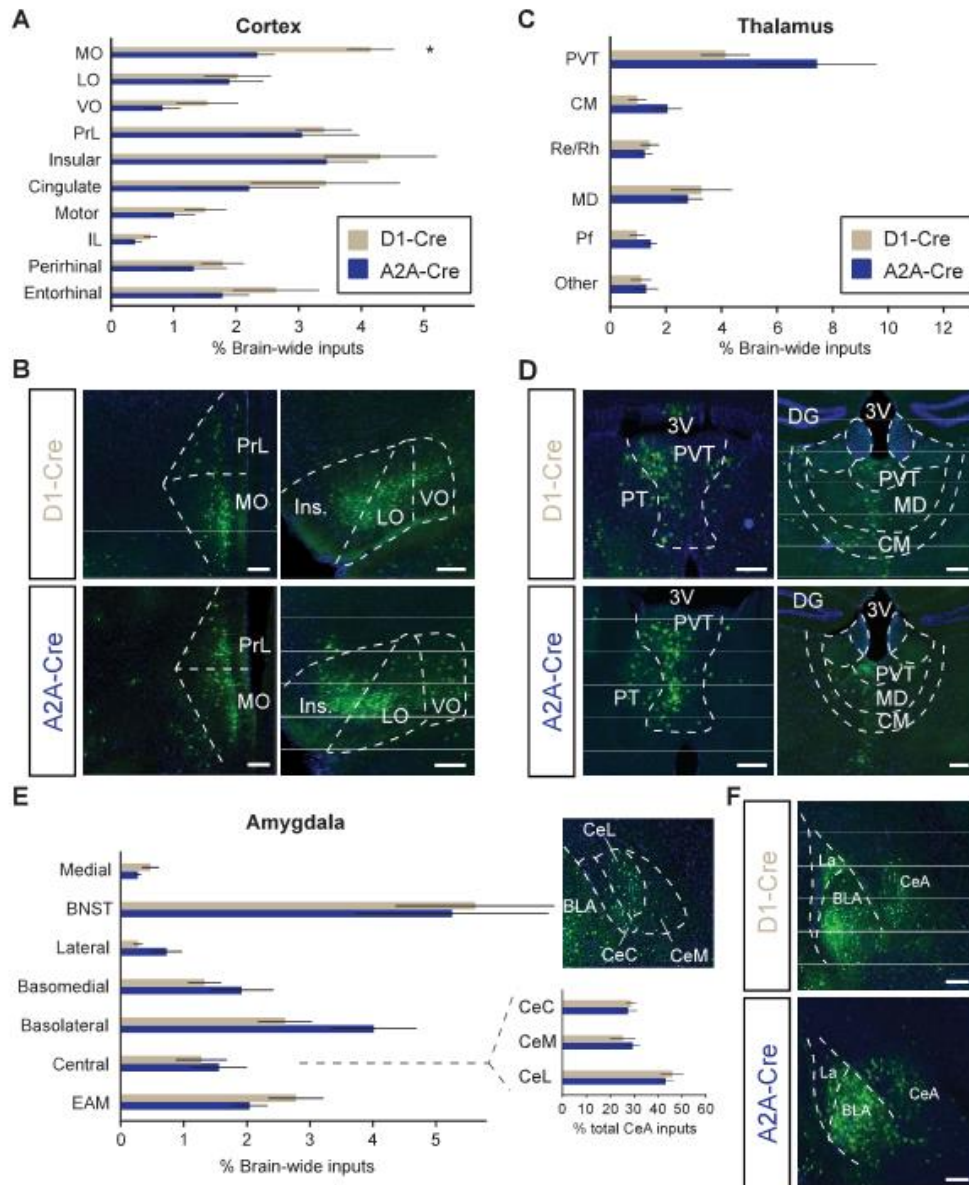 A
Cortex
MO
LO
VO
PrL
Insular
Cingulate
Motor
IL
Perirhinal
Entorhinal
*
D1-Cre
A2A-Cre
0 1 2 3 4 5
% Brain-wide inputs
C
Thalamus
PVT
CM
Re/Rh
MD
Pf
Other
D1-Cre
A2A-Cre
0 2 4 6 8 10 12
% Brain-wide inputs
B
D1-Cre
PrL
MO
Ins.
LO
VO
A2A-Cre
PrL
MO
Ins.
LO
VO
D
D1-Cre
3V
PVT
PT
DG
3V
PVT
MD
CM
A2A-Cre
3V
PVT
PT
DG
3V
PVT
MD
CM
E
Amygdala
Medial
BNST
Lateral
Basomedial
Basolateral
Central
EAM
0 1 2 3 4 5
% Brain-wide inputs
CeL
BLA
CeC
CeM
CeC
CeM
CeL
0 10 20 30 40 50 60
% total CeA inputs
F
D1-Cre
La
BLA
CeA
A2A-Cre
La
BLA
CeA